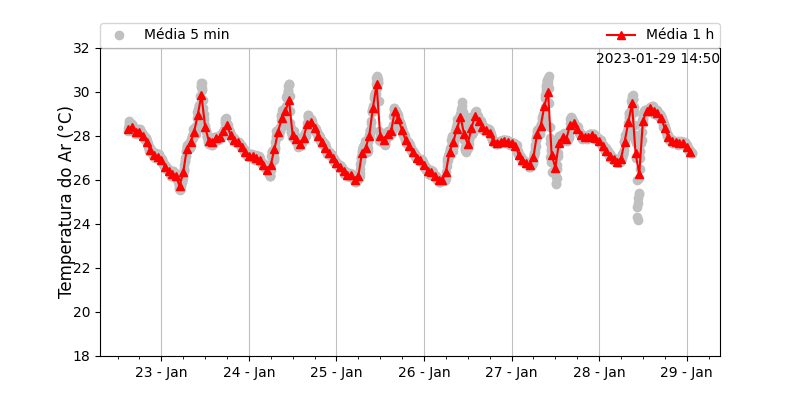 Média 5 min
Média 1 h
2023-01-29 14:50
Temperatura do Ar (°C)
32
30
28
26
24
22
20
18
23 - Jan
24 - Jan
25 - Jan
26 - Jan
27 - Jan
28 - Jan
29 - Jan